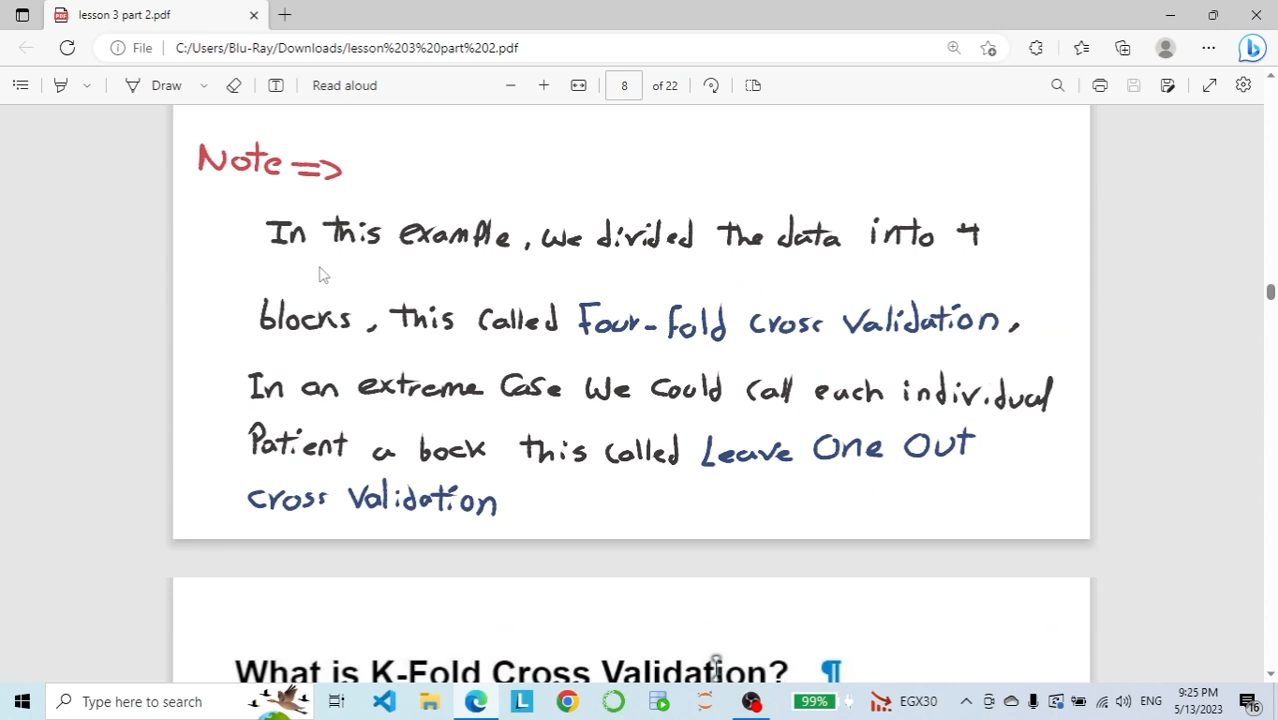 lesson 3 part 2.pdf
File C:/Users/Blu-Ray/Downloads/lesson%203%20part%202.pdf
Draw Read aloud 8 of 22
Note =>
In this example, we divided the data into 4
blocks, this called Four-fold cross validation,
In an extreme case we could call each individual
Patient a bock this called Leave One Out
cross validation
What is K-Fold Cross Validation? ¶
Type here to search 99% EGX30 ENG 9:25 PM
5/13/2023 16